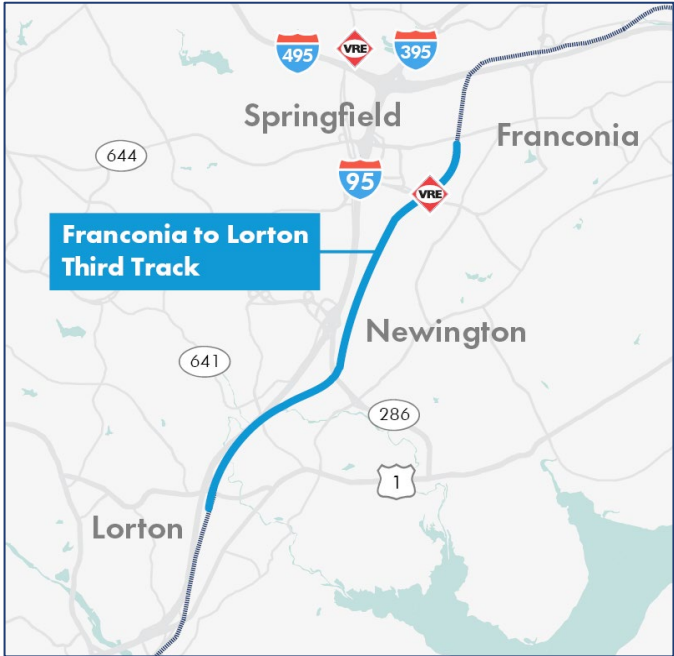 495
VRE
395
Springfield
Franconia
644
95
VRE
Franconia to Lorton
Third Track
Newington
641
286
1
Lorton